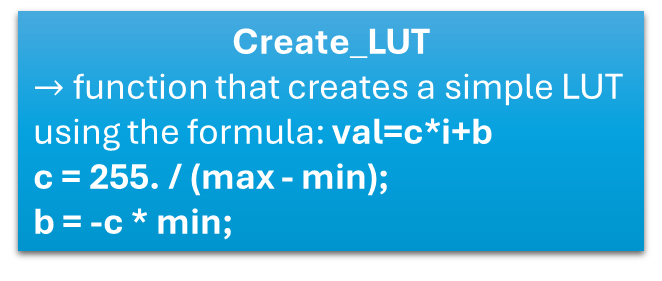 Create_LUT
→ function that creates a simple LUT
using the formula: val=c*i+b
c = 255. / (max - min);
b = -c * min;